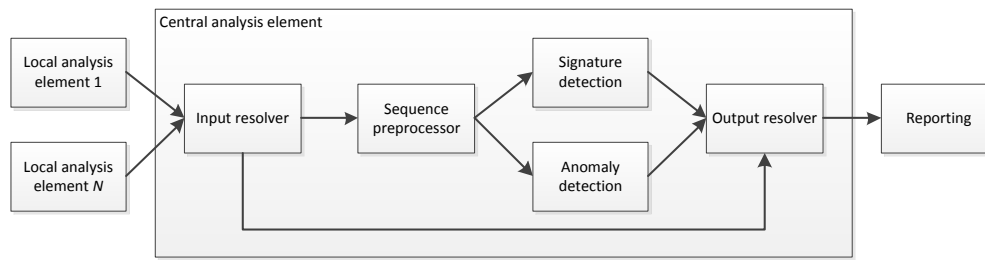 Central analysis element
Local analysis
element 1
Local analysis
element N
Input resolver
Sequence
preprocessor
Signature
detection
Anomaly
detection
Output resolver
Reporting